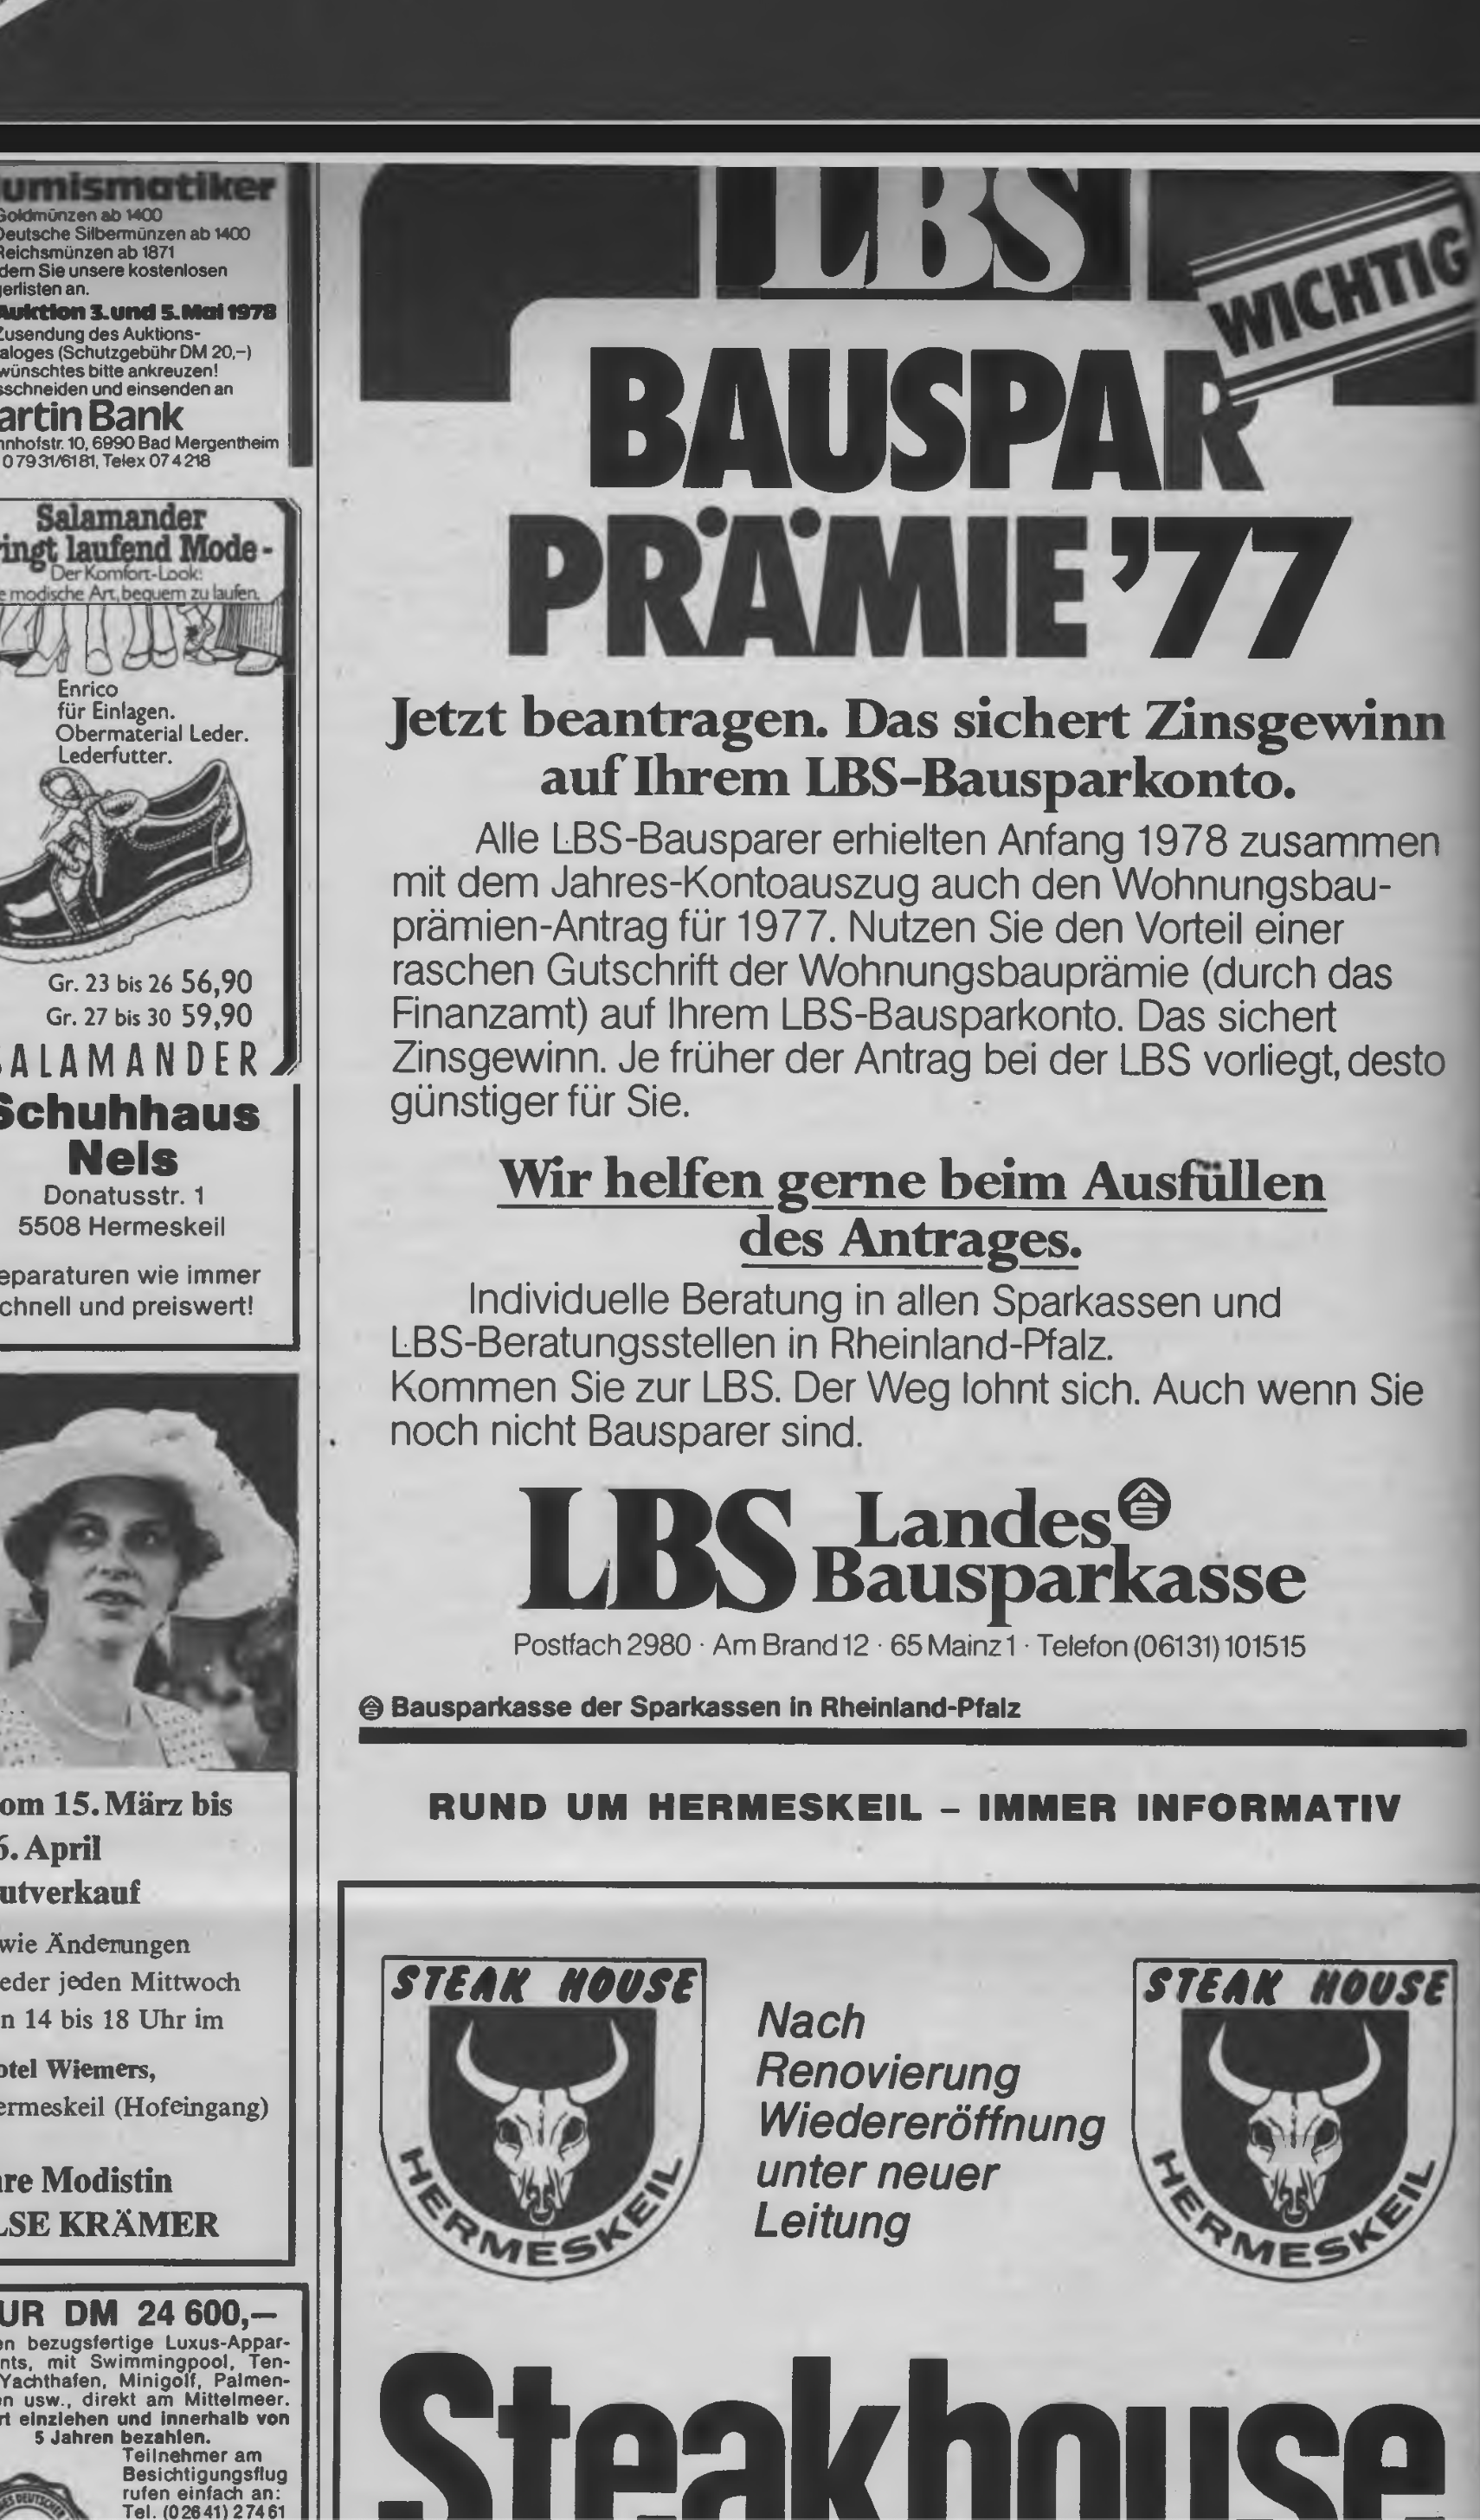 umismatiker
Goldmünzen ab 1400
Deutsche Silbermünzen ab 1400
Reichsmünzen ab 1871
dern Sie unsere kostenlosen
gerlisten an.
Auktion 3. und 5. Mai 1978
Zusendung des Auktions-
aloges (Schutzgebühr DM 20,–)
wünschtes bitte ankreuzen!
sschneiden und einsenden an
artin Bank
hnhofstr. 10, 6990 Bad Mergentheim
07931/6181, Telex 07 4 218
Salamander
ingt laufend Mode-
Der Komfort-Look:
e modische Art, bequem zu laufen.
Enrico
für Einlagen.
Obermaterial Leder.
Lederfutter.
Gr. 23 bis 26 56,90
Gr. 27 bis 30 59,90
SALAMANDER
Schuhhaus
Nels
Donatusstr. 1
5508 Hermeskeil
eparaturen wie immer
chnell und preiswert!
om 15. März bis
6. April
utverkauf
wie Änderungen
eder jeden Mittwoch
n 14 bis 18 Uhr im
otel Wiemers,
ermeskeil (Hofeingang)
re Modistin
LSE KRÄMER
UR DM 24 600,—
en bezugsfertige Luxus-Appar-
nts, mit Swimmingpool, Ten-
Yachthafen, Minigolf, Palmen-
en usw., direkt am Mittelmeer.
rt einziehen und innerhalb von
5 Jahren bezahlen.
Teilnehmer am
Besichtigungsflug
rufen einfach an:
Tel. (0 26 41) 2 74 61
LBS
WICHTIG
BAUSPAR
PRÄMIE '77
Jetzt beantragen. Das sichert Zinsgewinn
auf Ihrem LBS-Bausparkonto.
Alle LBS-Bausparer erhielten Anfang 1978 zusammen
mit dem Jahres-Kontoauszug auch den Wohnungsbau-
prämien-Antrag für 1977. Nutzen Sie den Vorteil einer
raschen Gutschrift der Wohnungsbauprämie (durch das
Finanzamt) auf Ihrem LBS-Bausparkonto. Das sichert
Zinsgewinn. Je früher der Antrag bei der LBS vorliegt, desto
günstiger für Sie.
Wir helfen gerne beim Ausfüllen
des Antrages.
Individuelle Beratung in allen Sparkassen und
LBS-Beratungsstellen in Rheinland-Pfalz.
Kommen Sie zur LBS. Der Weg lohnt sich. Auch wenn Sie
noch nicht Bausparer sind.
LBS Landes
Bausparkasse
Postfach 2980 · Am Brand 12 · 65 Mainz 1 · Telefon (06131) 101515
Bausparkasse der Sparkassen in Rheinland-Pfalz
RUND UM HERMESKEIL – IMMER INFORMATIV
STEAK HOUSE
HERMESKEIL
Nach
Renovierung
Wiedereröffnung
unter neuer
Leitung
STEAK HOUSE
HERMESKEIL
Steakhouse